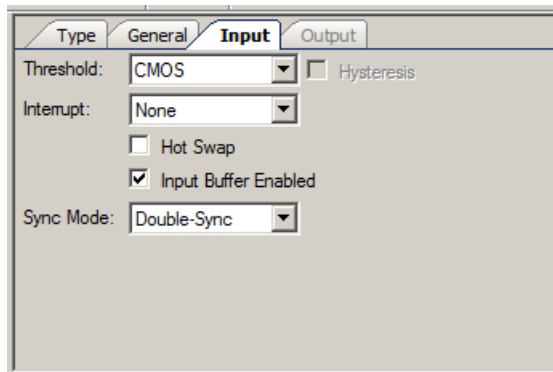 Type General Input Output
Threshold: CMOS Hysteresis
Interrupt: None
Hot Swap
Input Buffer Enabled
Sync Mode: Double-Sync